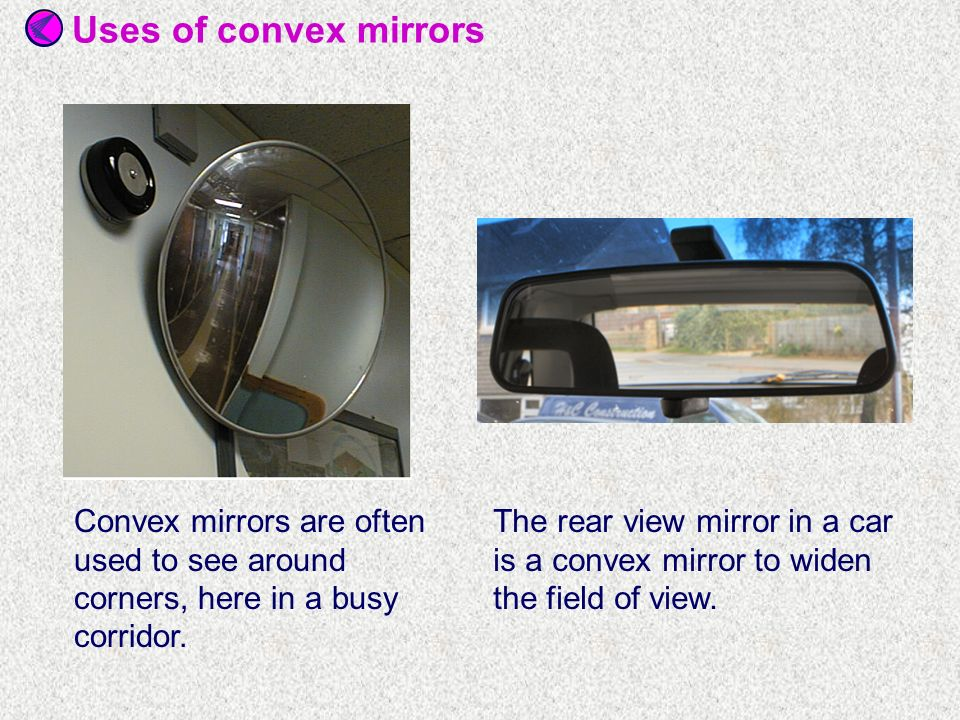 Uses of convex mirrors
H&C Construction
Convex mirrors are often
used to see around
corners, here in a busy
corridor.
The rear view mirror in a car
is a convex mirror to widen
the field of view.